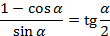 (1 − cos α)/(sin α) = tg α/2